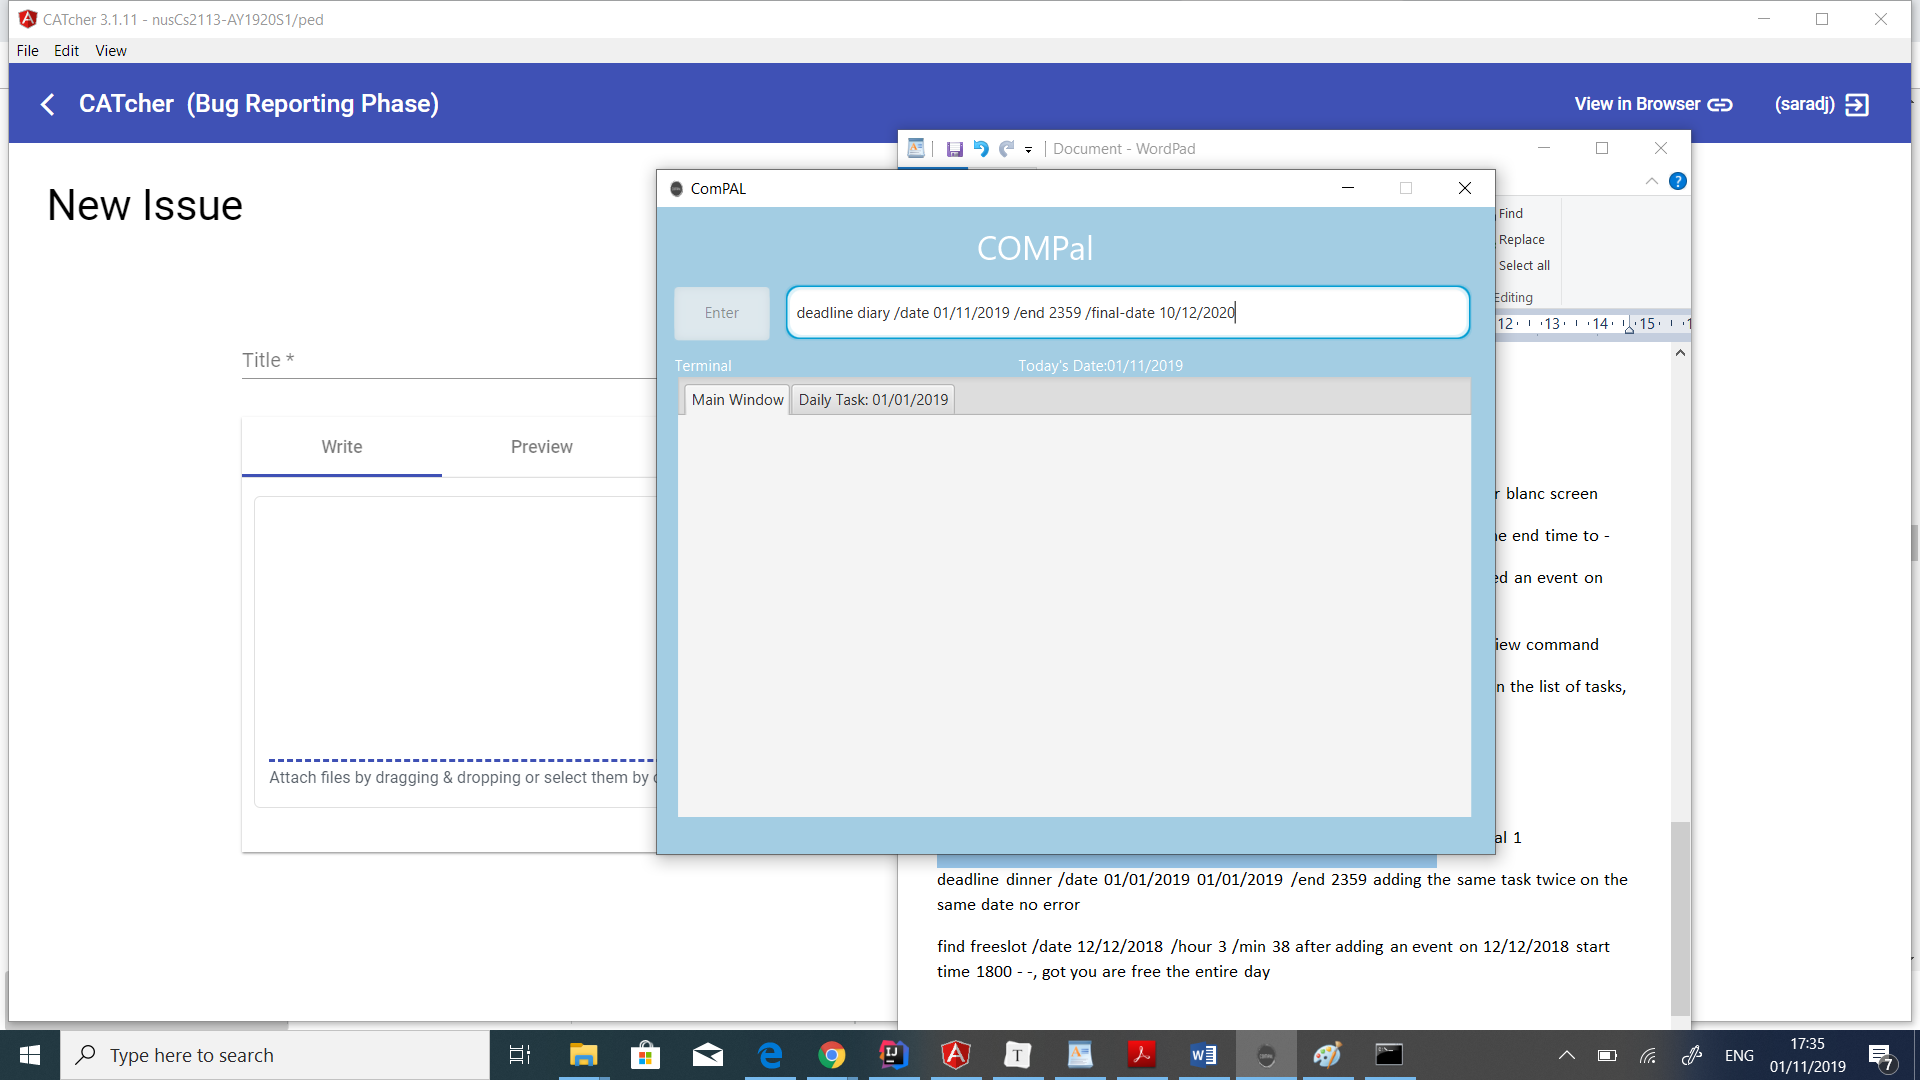 CATcher 3.1.11 - nusCs2113-AY1920S1/ped
File Edit View
CATcher (Bug Reporting Phase)
View in Browser
(saradj)
Document - WordPad
New Issue
ComPAL
Find
Replace
Select all
Editing
COMPal
Enter
deadline diary /date 01/11/2019 /end 2359 /final-date 10/12/2020
12 · 13 · 14 · 15
Terminal
Today's Date:01/11/2019
Title *
Main Window
Daily Task: 01/01/2019
Write
Preview
blanc screen
end time to -
an event on
command
the list of tasks,
Attach files by dragging & dropping or select them by
1
deadline dinner /date 01/01/2019 01/01/2019 /end 2359 adding the same task twice on the
same date no error
find freeslot /date 12/12/2018 /hour 3 /min 38 after adding an event on 12/12/2018 start
time 1800 - -, got you are free the entire day
Type here to search
ENG
17:35
01/11/2019
7